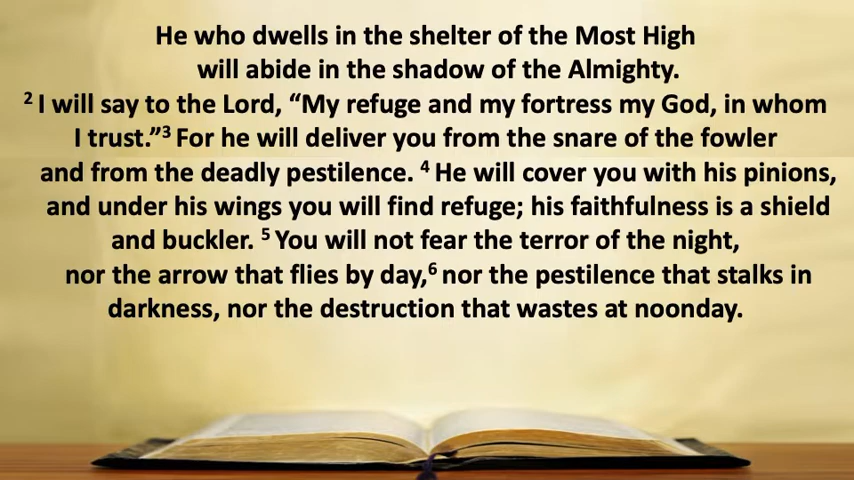 He who dwells in the shelter of the Most High
will abide in the shadow of the Almighty.
2 I will say to the Lord, “My refuge and my fortress my God, in whom
I trust.”3 For he will deliver you from the snare of the fowler
and from the deadly pestilence. 4 He will cover you with his pinions,
and under his wings you will find refuge; his faithfulness is a shield
and buckler. 5 You will not fear the terror of the night,
nor the arrow that flies by day,6 nor the pestilence that stalks in
darkness, nor the destruction that wastes at noonday.